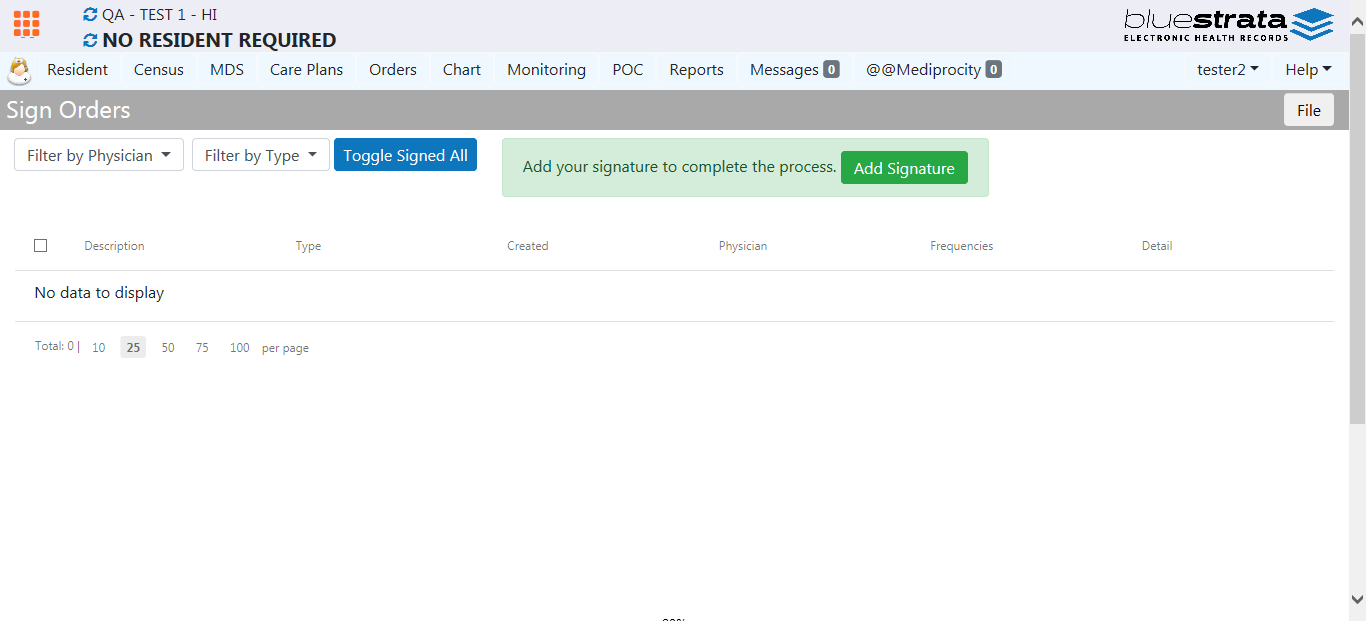 QA - TEST 1 - HI
NO RESIDENT REQUIRED
bluestrata
ELECTRONIC HEALTH RECORDS
Resident Census MDS Care Plans Orders Chart Monitoring POC Reports Messages 0 @@Mediprocity 0 tester2 Help
Sign Orders File
Filter by Physician Filter by Type Toggle Signed All Add your signature to complete the process. Add Signature
Description Type Created Physician Frequencies Detail
No data to display
Total: 0 | 10 25 50 75 100 per page